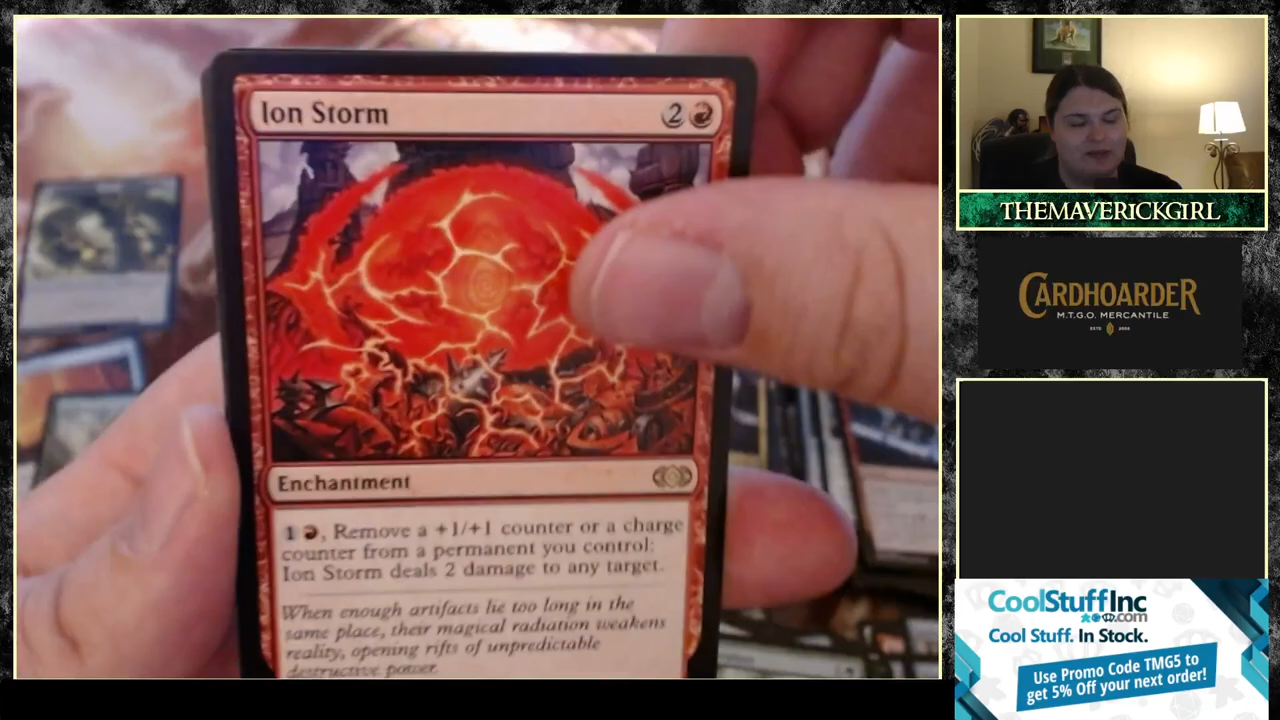 Ion Storm
2
Enchantment
1 , Remove a +1/+1 counter or a charge
counter from a permanent you control:
Ion Storm deals 2 damage to any target.
When enough artifacts lie too long in the
same place, their magical radiation weakens
reality, opening rifts of unpredictable
destructive power.
THEMAVERICKGIRL
CARDHOARDER
M.T.G.O. MERCANTILE
ESTD
CoolStuffInc
.com
Cool Stuff. In Stock.
Use Promo Code TMG5 to
get 5% Off your next order!